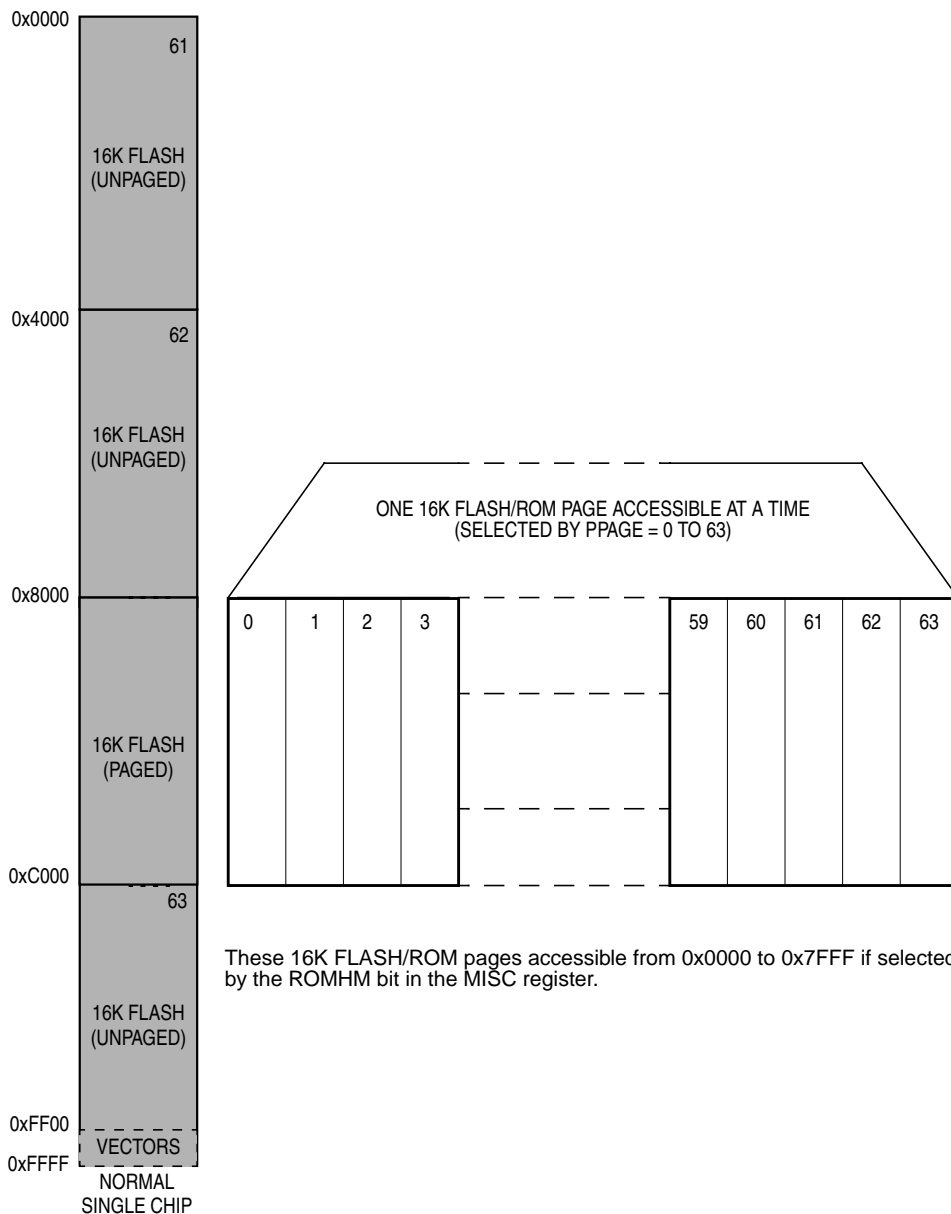 0x0000
61
16K FLASH
(UNPAGED)
0x4000
62
16K FLASH
(UNPAGED)
ONE 16K FLASH/ROM PAGE ACCESSIBLE AT A TIME
(SELECTED BY PPAGE = 0 TO 63)
0x8000
0 1 2 3 59 60 61 62 63
16K FLASH
(PAGED)
0xC000
63
These 16K FLASH/ROM pages accessible from 0x0000 to 0x7FFF if selected
by the ROMHM bit in the MISC register.
16K FLASH
(UNPAGED)
0xFF00
VECTORS
0xFFFF
NORMAL
SINGLE CHIP